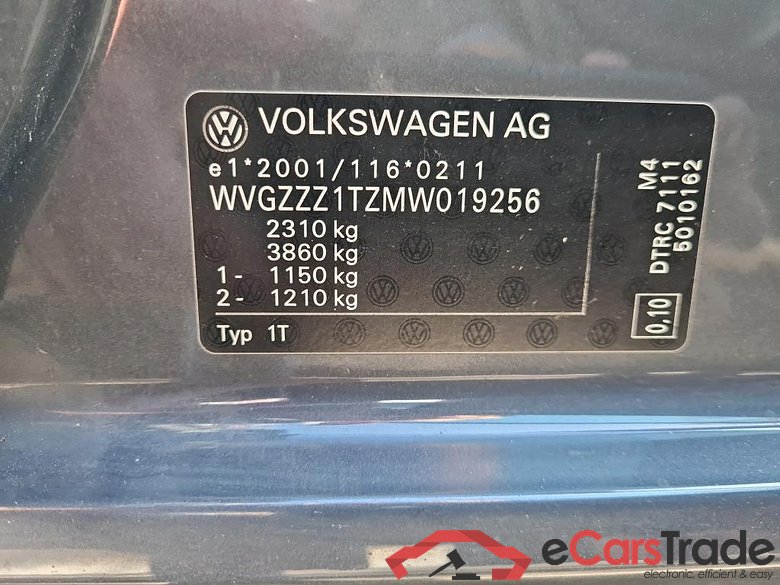 VOLKSWAGEN AG
e1*2001/116*0211
WVGZZZ1TZMW019256
2310 kg
3860 kg
1- 1150 kg
2- 1210 kg
Typ 1T
M4
DTRC 7111
5010162
0,10
eCarsTrade
electronic, efficient & easy